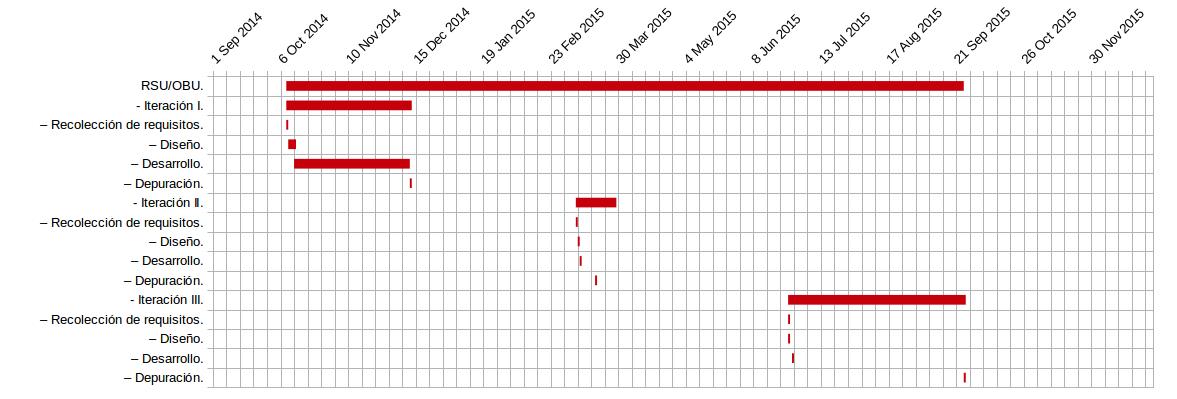 1 Sep 2014
6 Oct 2014
10 Nov 2014
15 Dec 2014
19 Jan 2015
23 Feb 2015
30 Mar 2015
4 May 2015
8 Jun 2015
13 Jul 2015
17 Aug 2015
21 Sep 2015
26 Oct 2015
30 Nov 2015
RSU/OBU.
- Iteración I.
– Recolección de requisitos.
– Diseño.
– Desarrollo.
– Depuración.
- Iteración II.
– Recolección de requisitos.
– Diseño.
– Desarrollo.
– Depuración.
- Iteración III.
– Recolección de requisitos.
– Diseño.
– Desarrollo.
– Depuración.